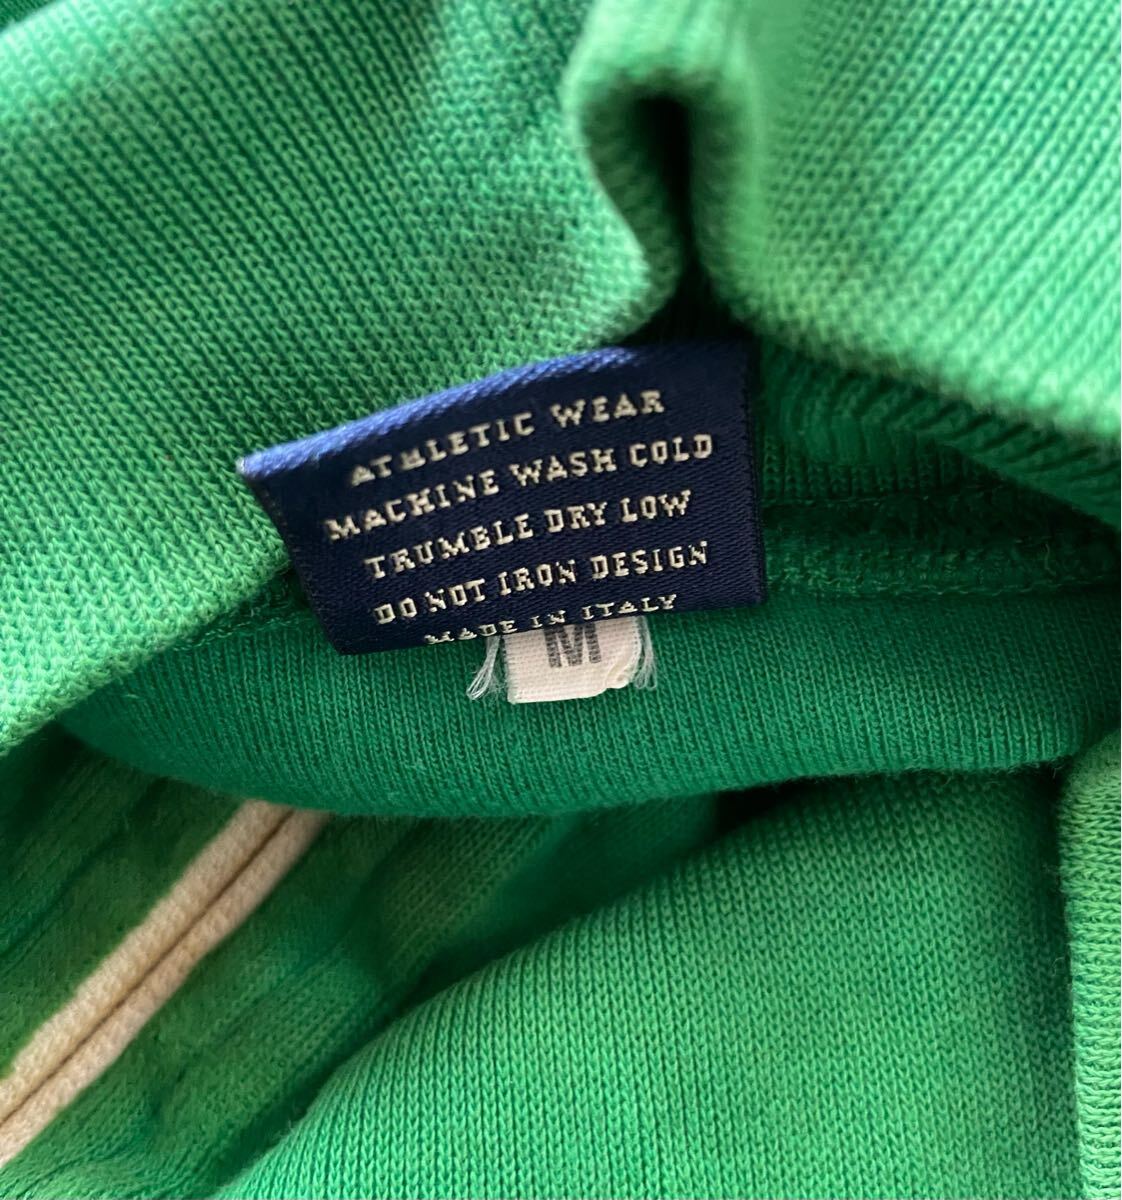 ATHLETIC WEAR
MACHINE WASH COLD
TRUMBLE DRY LOW
DO NOT IRON DESIGN
MADE IN ITALY
M